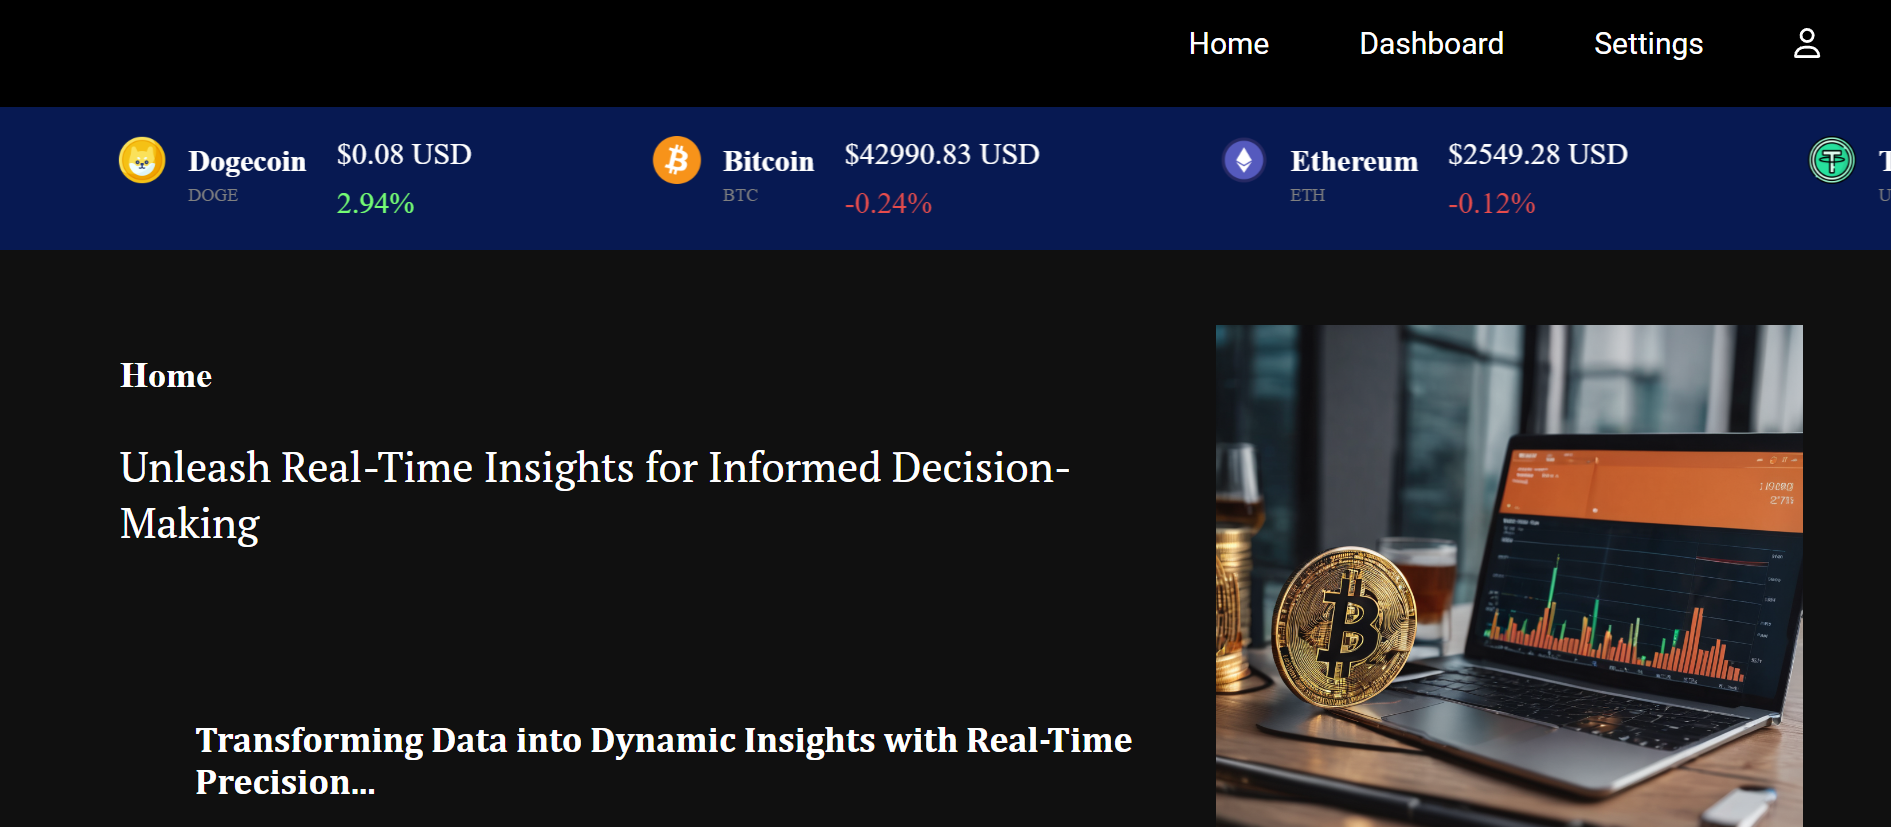 Home Dashboard Settings
Dogecoin $0.08 USD Bitcoin $42990.83 USD Ethereum $2549.28 USD
DOGE 2.94% BTC -0.24% ETH -0.12%
Home
Unleash Real-Time Insights for Informed Decision-
Making
Transforming Data into Dynamic Insights with Real-Time
Precision...